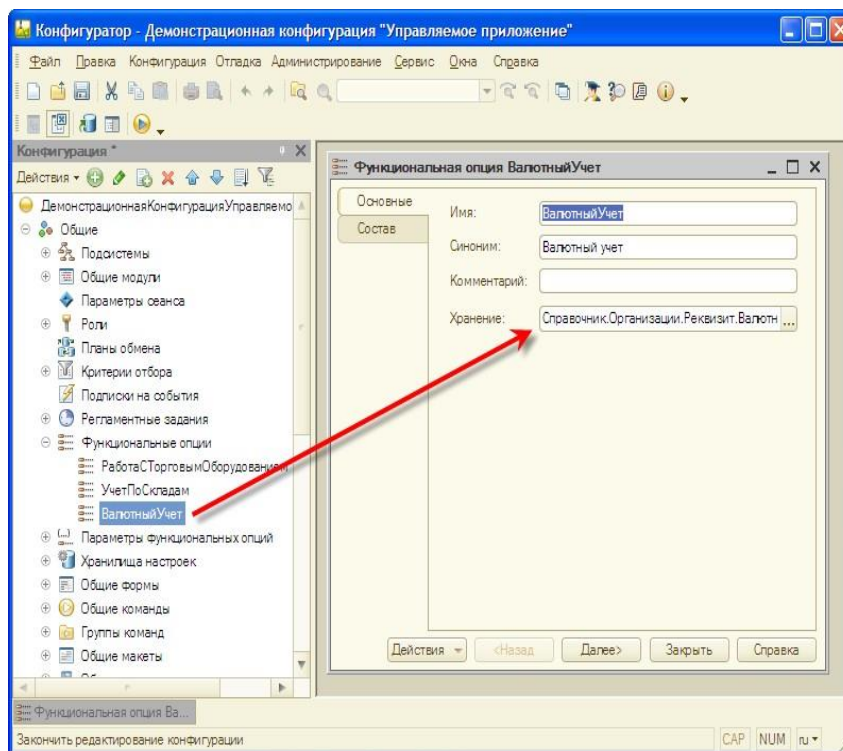 Конфигуратор - Демонстрационная конфигурация "Управляемое приложение"
Файл Правка Конфигурация Отладка Администрирование Сервис Окна Справка
Конфигурация *
Действия
ДемонстрационнаяКонфигурацияУправляемо
Общие
Подсистемы
Общие модули
Параметры сеанса
Роли
Планы обмена
Критерии отбора
Подписки на события
Регламентные задания
Функциональные опции
РаботаСТорговымОборудованием
УчетПоСкладам
ВалютныйУчет
Параметры функциональных опций
Хранилища настроек
Общие формы
Общие команды
Группы команд
Общие макеты
Функциональная опция ВалютныйУчет
Основные
Состав
Имя: ВалютныйУчет
Синоним: Валютный учет
Комментарий:
Хранение: Справочник.Организации.Реквизит.Валютн ...
Действия <Назад Далее> Закрыть Справка
Функциональная опция Ва...
Закончить редактирование конфигурации CAP NUM ru